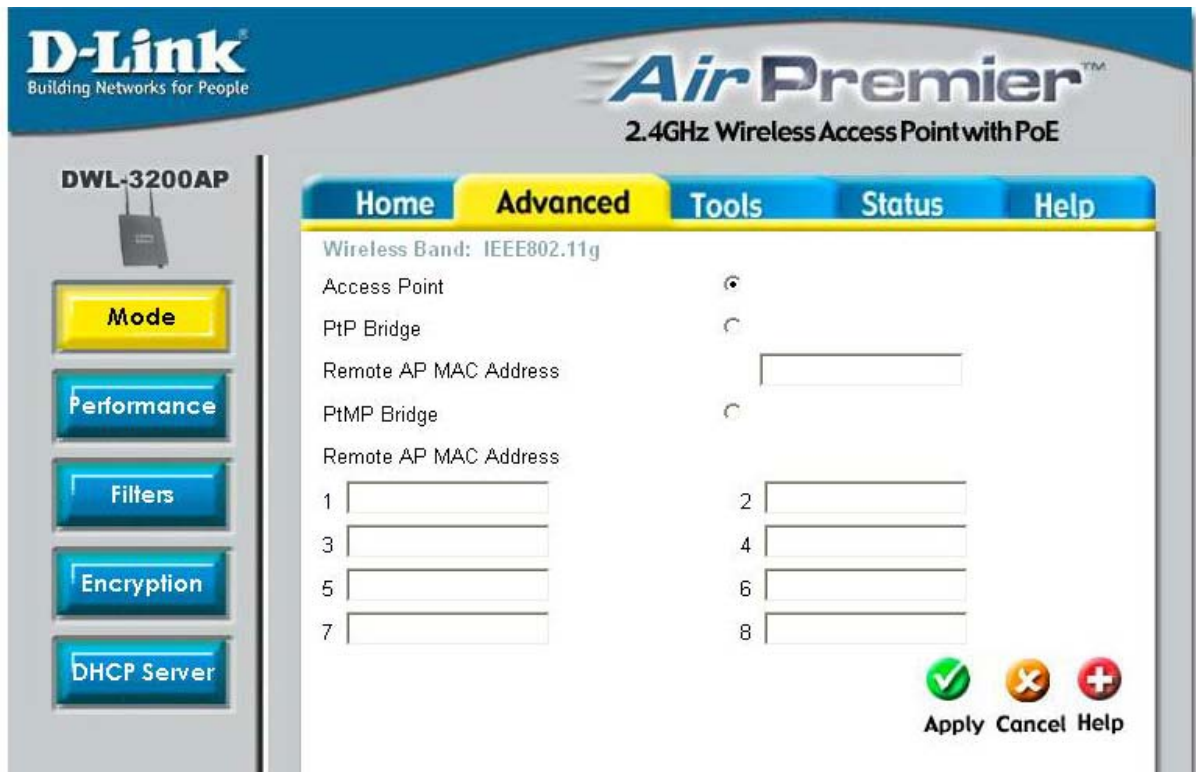 D-Link
Building Networks for People
Air Premier™
2.4GHz Wireless Access Point with PoE
DWL-3200AP
Home Advanced Tools Status Help
Mode
Performance
Filters
Encryption
DHCP Server
Wireless Band: IEEE802.11g
Access Point
PtP Bridge
Remote AP MAC Address
PtMP Bridge
Remote AP MAC Address
1 2
3 4
5 6
7 8
Apply Cancel Help